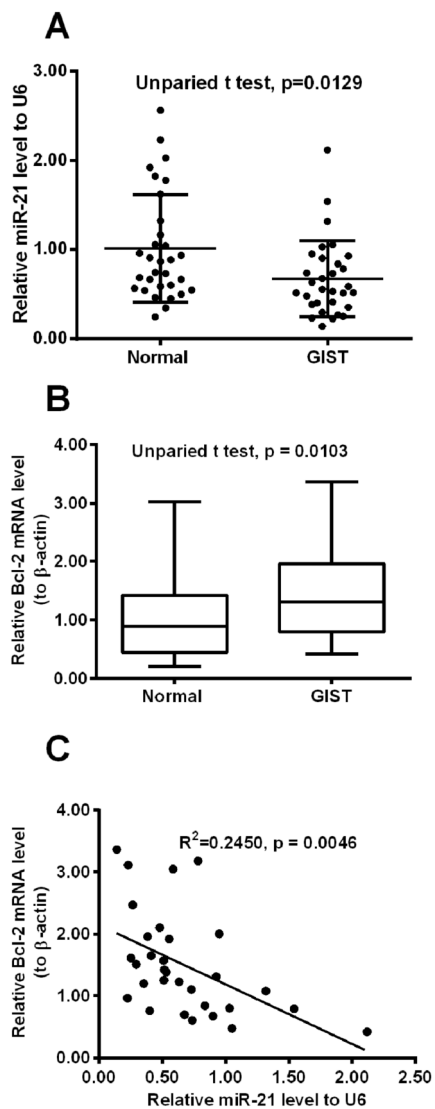 A
Unparied t test, p=0.0129
Relative miR-21 level to U6
3.00
2.00
1.00
0.00
Normal
GIST
B
Unparied t test, p = 0.0103
Relative Bcl-2 mRNA level
(to β-actin)
4.00
3.00
2.00
1.00
0.00
Normal
GIST
C
R²=0.2450, p = 0.0046
Relative Bcl-2 mRNA level
(to β-actin)
4.00
3.00
2.00
1.00
0.00
0.00 0.50 1.00 1.50 2.00 2.50
Relative miR-21 level to U6